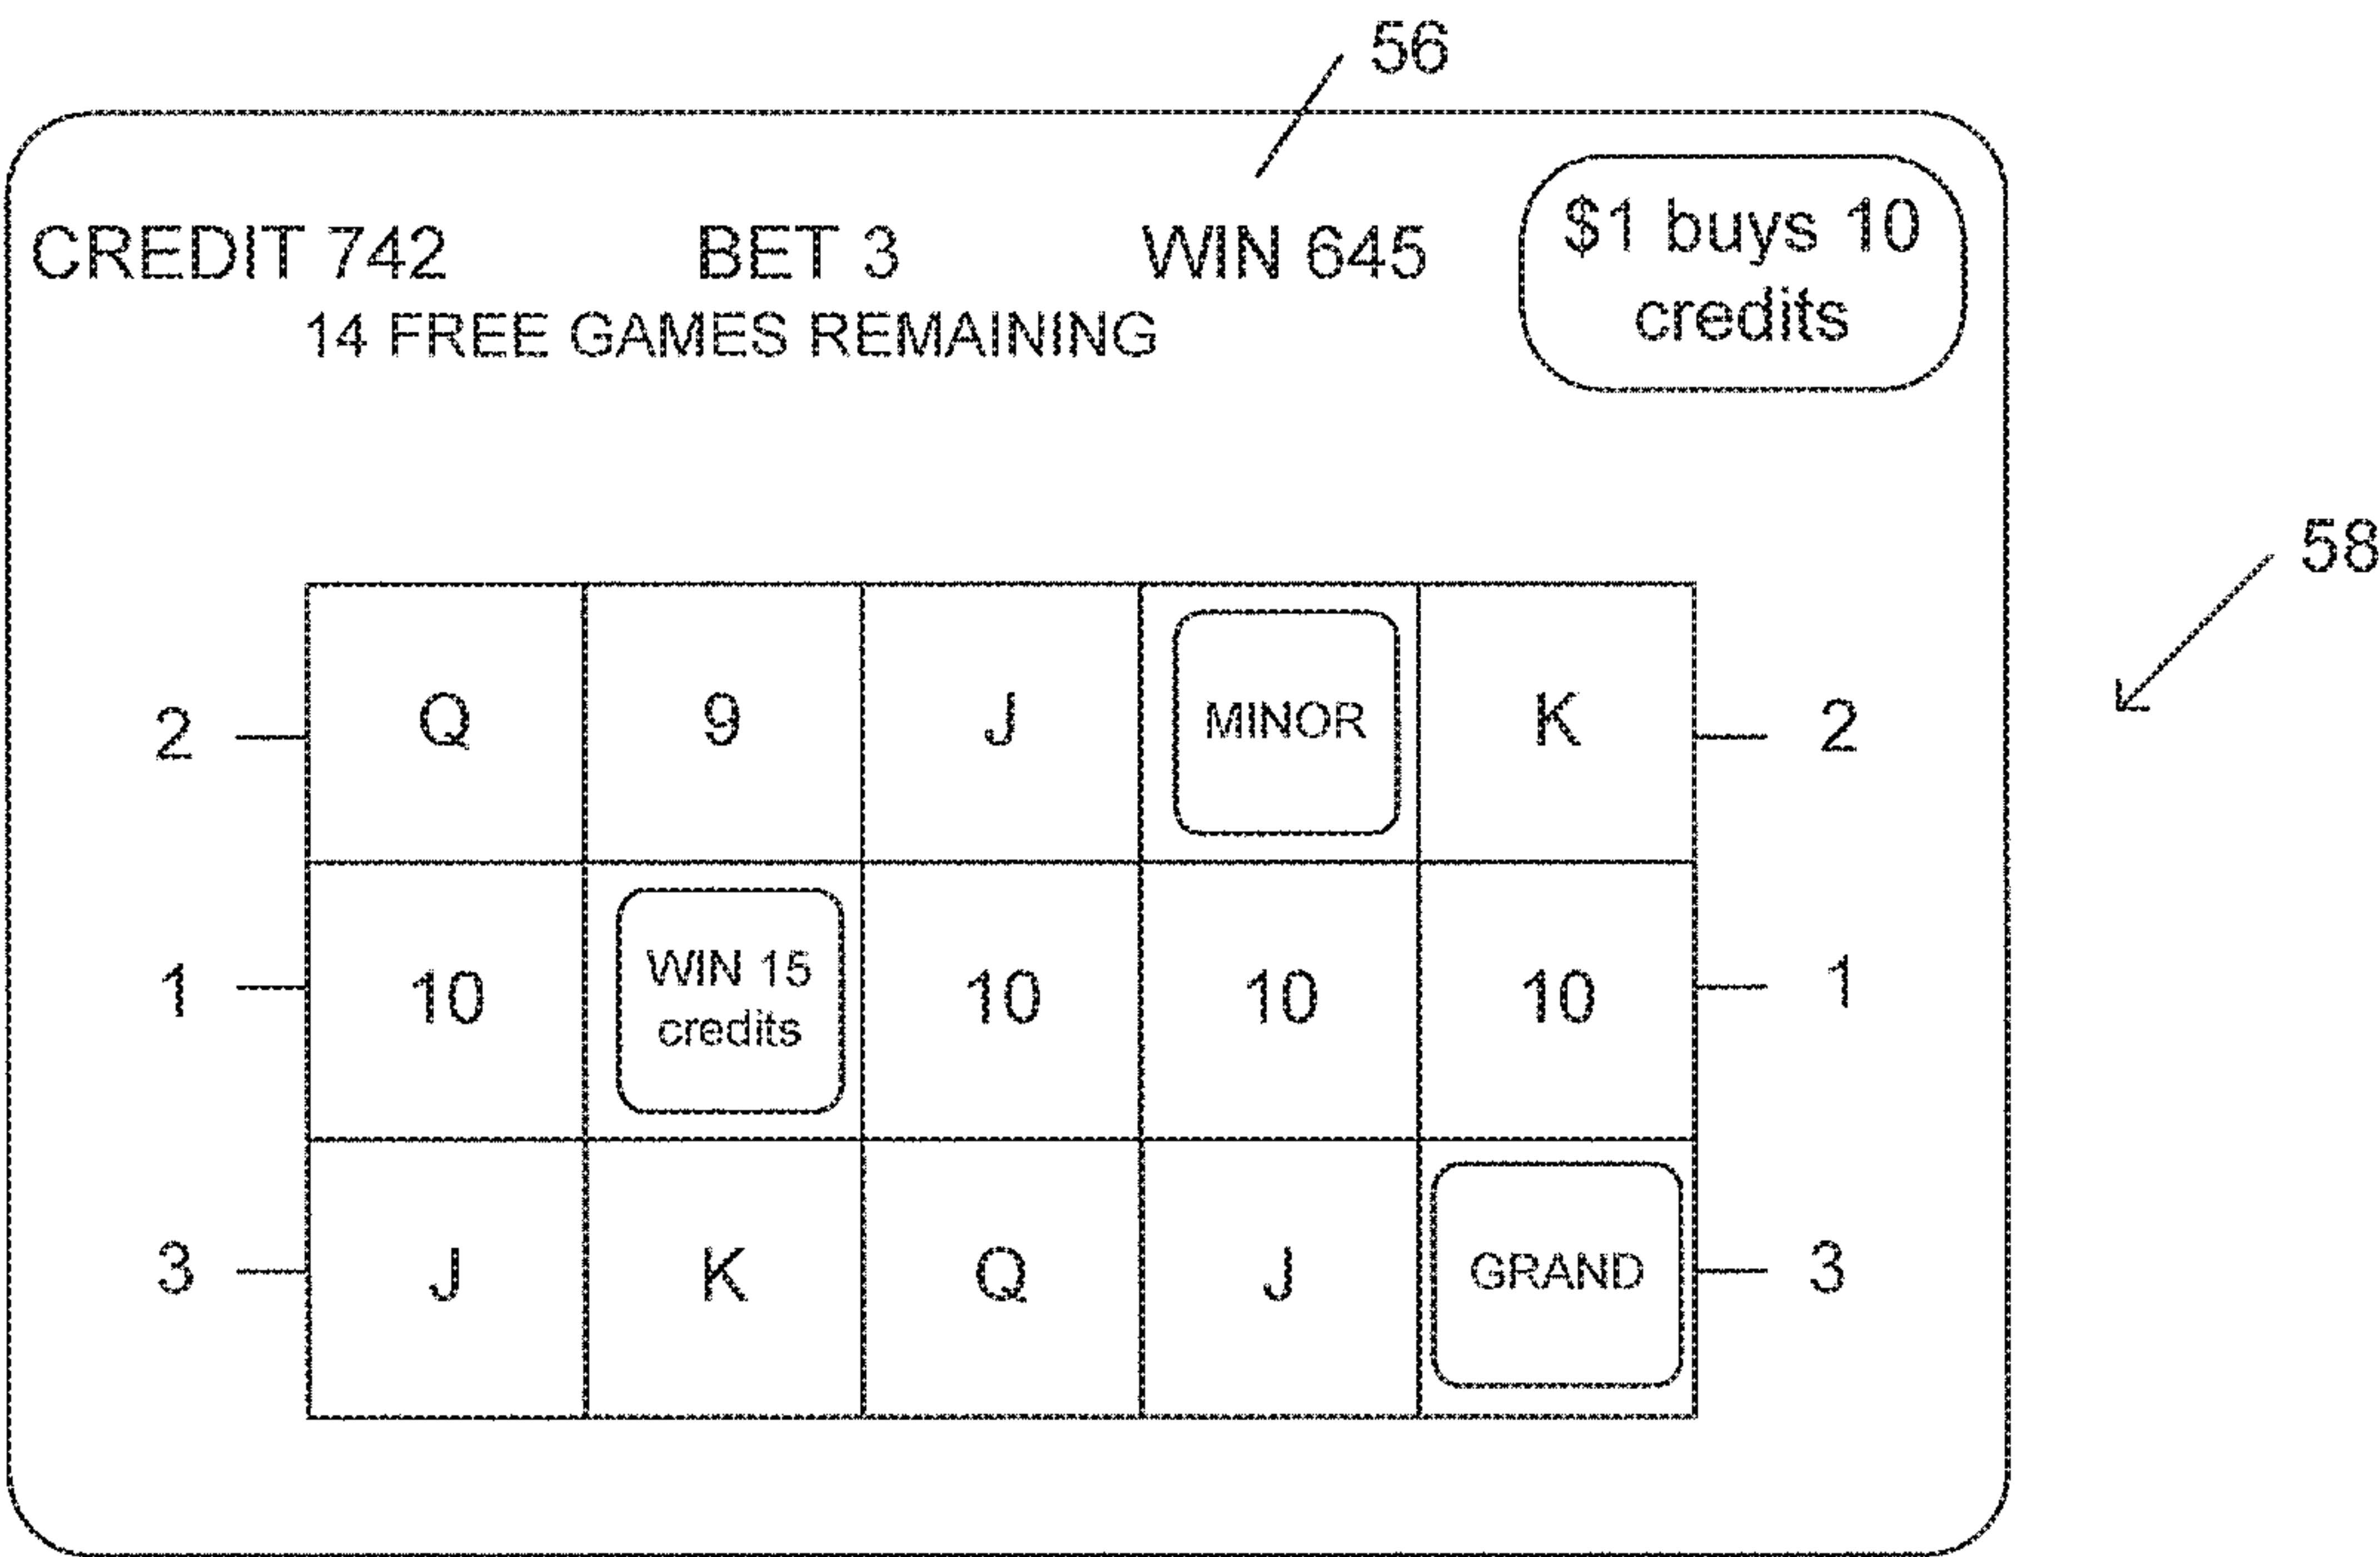 56
CREDIT 742 BET 3 WIN 645
$1 buys 10
credits
14 FREE GAMES REMAINING
58
2 Q 9 J MINOR K 2
1 10 WIN 15
credits 10 10 10 1
3 J K Q J GRAND 3